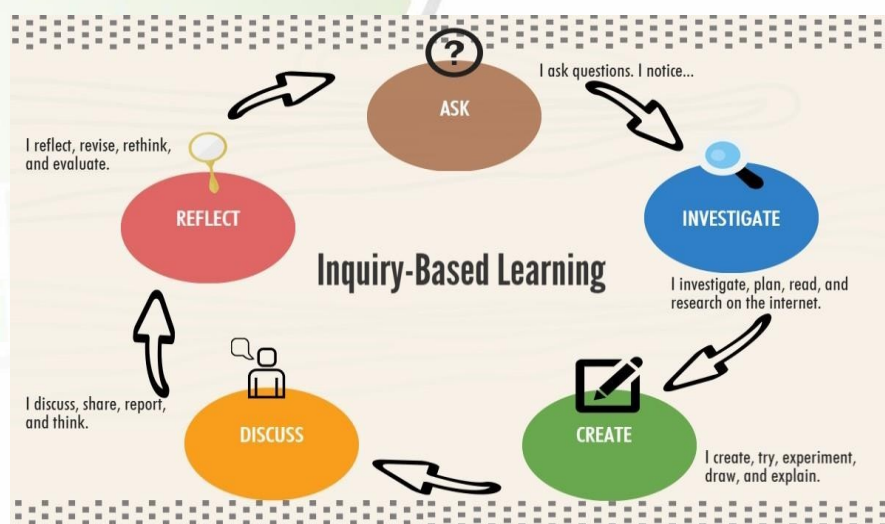 ?
ASK
I ask questions. I notice...
INVESTIGATE
I investigate, plan, read, and
research on the internet.
CREATE
I create, try, experiment,
draw, and explain.
DISCUSS
I discuss, share, report,
and think.
REFLECT
I reflect, revise, rethink,
and evaluate.
Inquiry-Based Learning